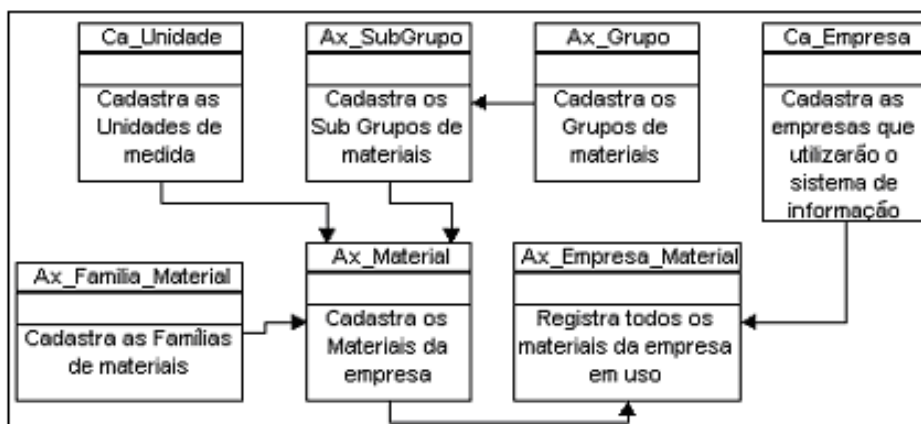 Ca_Unidade
Cadastra as
Unidades de
medida
Ax_SubGrupo
Cadastra os
Sub Grupos de
materiais
Ax_Grupo
Cadastra os
Grupos de
materiais
Ca_Empresa
Cadastra as
empresas que
utilizarão o
sistema de
informação
Ax_Família_Material
Cadastra as Famílias
de materiais
Ax_Material
Cadastra os
Materiais da
empresa
Ax_Empresa_Material
Registra todos os
materiais da empresa
em uso